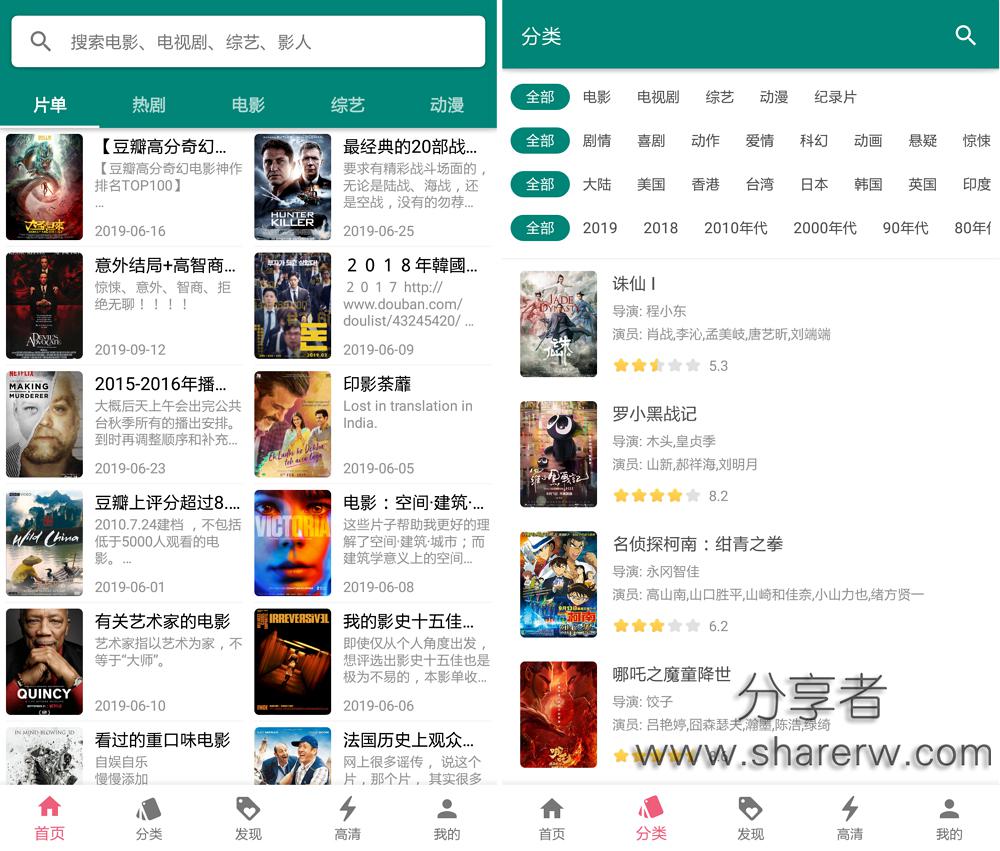 搜索电影、电视剧、综艺、影人
片单
热剧
电影
综艺
动漫
【豆瓣高分奇幻...
【豆瓣高分奇幻电影神作
排名TOP100】
...
2019-06-16
HUNTER
KILLER
最经典的20部战...
要求有精彩战斗场面的，
无论是陆战、海战，还
是空战，没有的勿荐...
2019-06-25
DEVIL'S
ADVOCATE
意外结局+高智商...
惊悚、意外、智商、拒
绝无聊！！！！
2019-09-12
돈
2019.03
２０１８年韓國...
２０１７http://
www.douban.com/
doulist/43245420/ ...
2019-06-09
NETFLIX
MAKING
MURDERER
2015-2016年播...
大概后天上午会出完公共
台秋季所有的播出安排。
到时再调整顺序和补充...
2019-06-23
Ek Ladki ko Dekha
toh aisa laga
印影荼蘼
Lost in translation in
India.
2019-06-05
Wild China
豆瓣上评分超过8....
2010.7.24建档 ，不包括
低于5000人观看的电
影。 ...
2019-06-01
VICTORIA
电影：空间·建筑·...
这些片子帮助我更好的理
解了空间·建筑·城市；而
建筑学意义上的空间...
2019-06-08
QUINCY
有关艺术家的电影
艺术家指以艺术为家，不
等于“大师”。
2019-06-10
IRREVERSIVEL
我的影史十五佳...
即使仅从个人角度出发，
想评选出影史十五佳也是
极为不易的，本影单收...
2019-06-06
IN MIND-BLOWING 3D
看过的重口味电影
自娱自乐
慢慢添加
法国历史上观众...
网上很多谣传， 说这个
片，那个片， 其实很多
首页
分类
发现
高清
我的
分类
全部
电影
电视剧
综艺
动漫
纪录片
全部
剧情
喜剧
动作
爱情
科幻
动画
悬疑
惊悚
全部
大陆
美国
香港
台湾
日本
韩国
英国
印度
全部
2019
2018
2010年代
2000年代
90年代
80年
JADE
DYNASTY
诛仙 I
导演: 程小东
演员: 肖战,李沁,孟美岐,唐艺昕,刘端端
5.3
罗小黑战记
导演: 木头,皇贞季
演员: 山新,郝祥海,刘明月
8.2
名侦探柯南：绀青之拳
导演: 永冈智佳
演员: 高山南,山口胜平,山崎和佳奈,小山力也,绪方贤一
6.2
哪吒之魔童降世
导演: 饺子
演员: 吕艳婷,囧森瑟夫,瀚墨,陈浩,绿绮
分享者
www.sharerw.com
首页
分类
发现
高清
我的